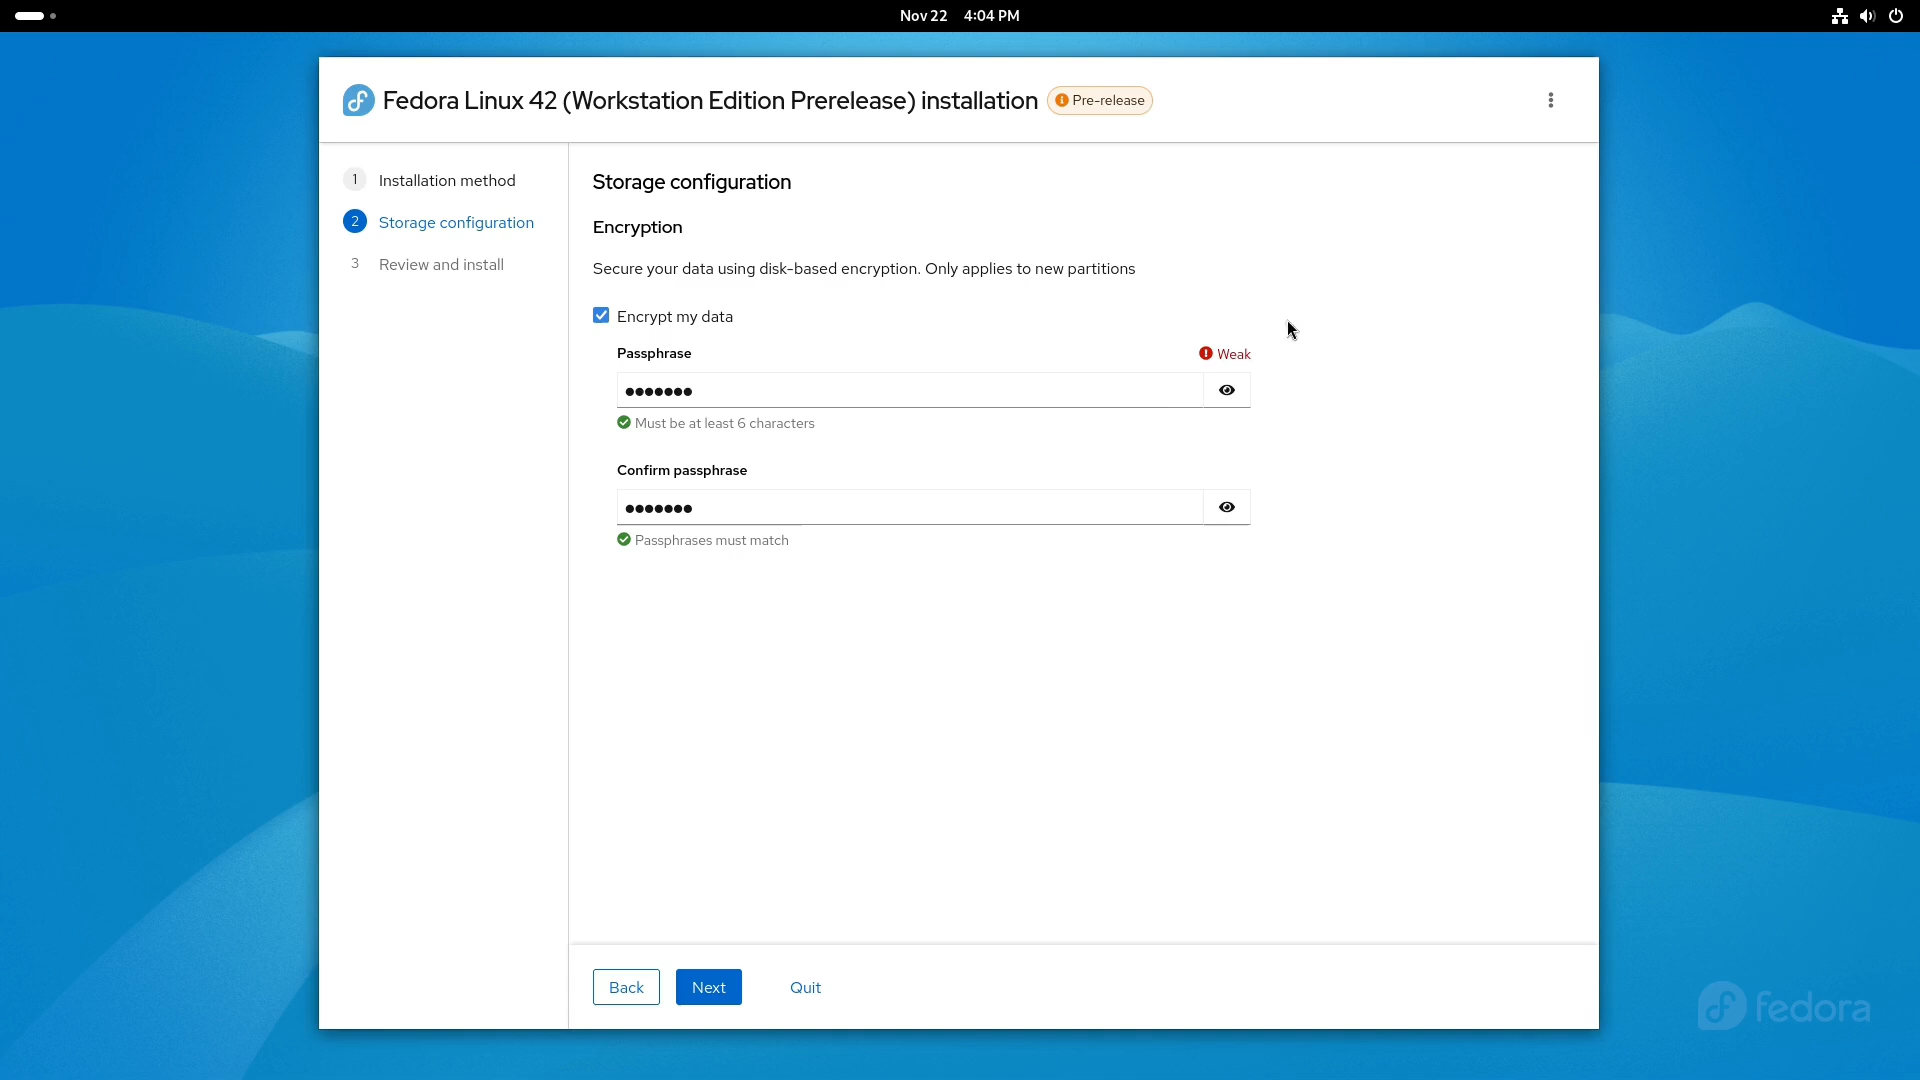 Nov 22 4:04 PM
Fedora Linux 42 (Workstation Edition Prerelease) installation Pre-release
1 Installation method
2 Storage configuration
3 Review and install
Storage configuration
Encryption
Secure your data using disk-based encryption. Only applies to new partitions
Encrypt my data
Passphrase Weak
●●●●●●●
Must be at least 6 characters
Confirm passphrase
●●●●●●●
Passphrases must match
Back Next Quit
fedora